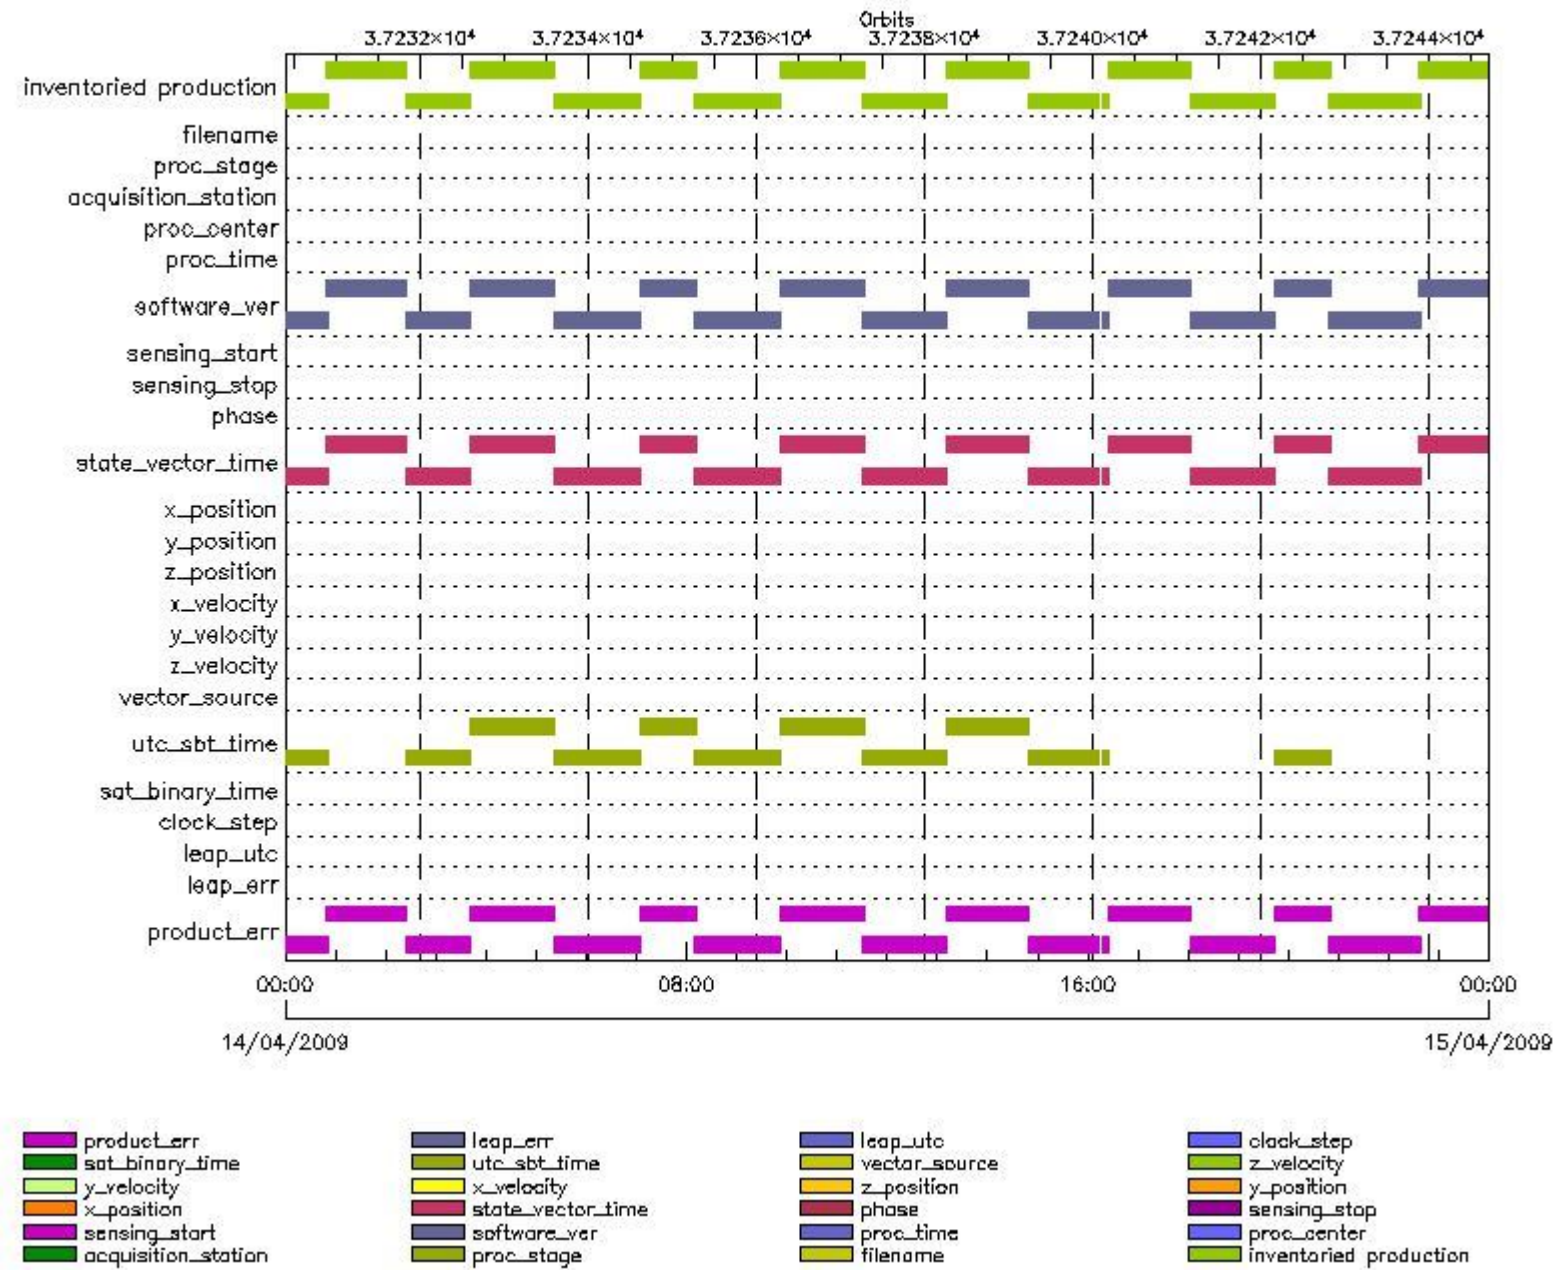 Orbits
3.7232×10⁴ 3.7234×10⁴ 3.7236×10⁴ 3.7238×10⁴ 3.7240×10⁴ 3.7242×10⁴ 3.7244×10⁴
inventoried production
filename
proc_stage
acquisition_station
proc_center
proc_time
software_ver
sensing_start
sensing_stop
phase
state_vector_time
x_position
y_position
z_position
x_velocity
y_velocity
z_velocity
vector_source
utc_sbt_time
sat_binary_time
clock_step
leap_utc
leap_err
product_err
00:00 08:00 16:00 00:00
14/04/2009 15/04/2009
product_err leap_err leap_utc clock_step
sat_binary_time utc_sbt_time vector_source z_velocity
y_velocity x_velocity z_position y_position
x_position state_vector_time phase sensing_stop
sensing_start software_ver proc_time proc_center
acquisition_station proc_stage filename inventoried production